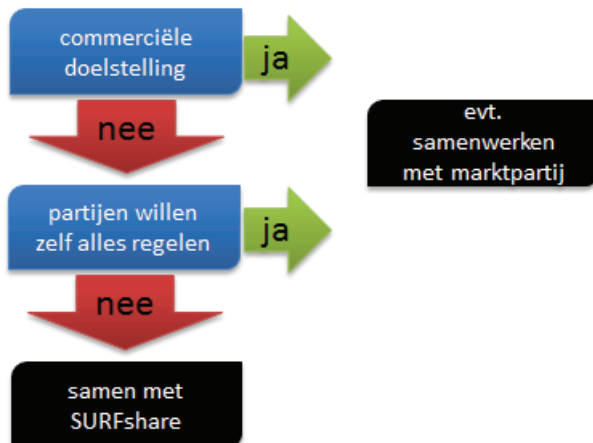 commerciële
doelstelling
ja
nee
evt.
samenwerken
met marktpartij
partijen willen
zelf alles regelen
ja
nee
samen met
SURFshare